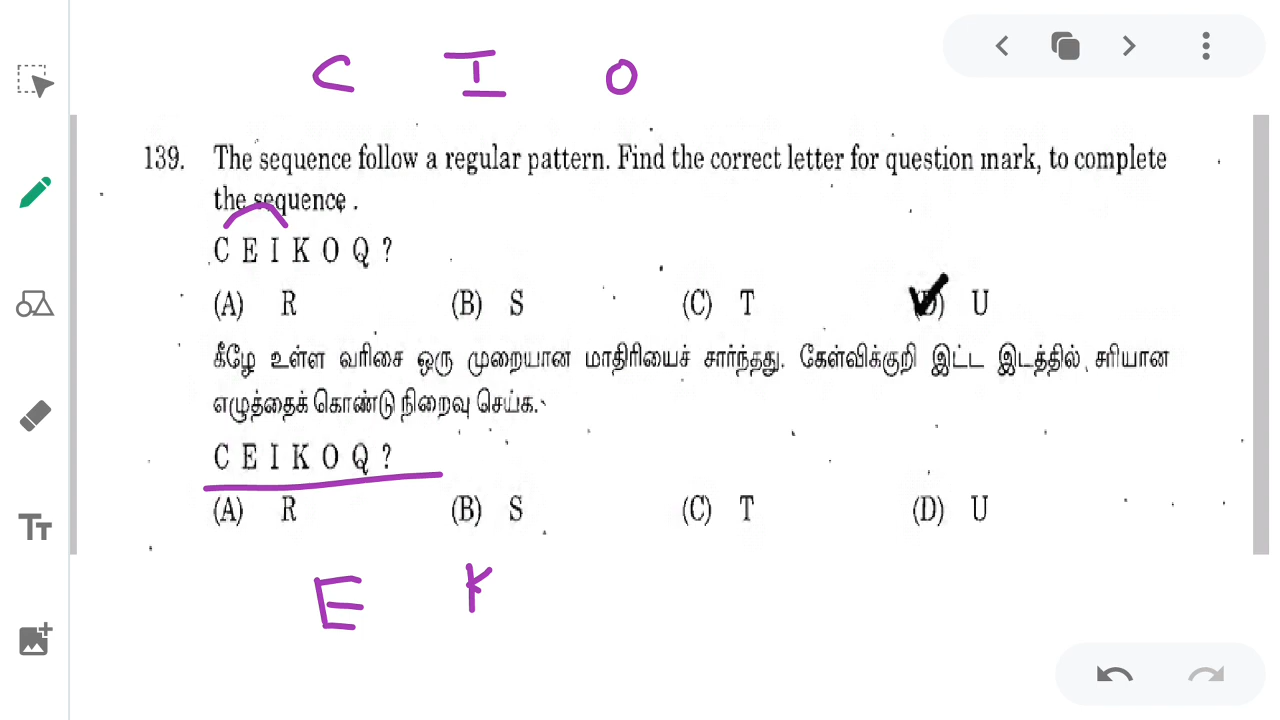 C I O
139. The sequence follow a regular pattern. Find the correct letter for question mark, to complete
the sequence .
C E I K O Q ?
(A) R (B) S (C) T (D) U
கீழே உள்ள வரிசை ஒரு முறையான மாதிரியைச் சார்ந்தது. கேள்விக்குறி இட்ட இடத்தில் சரியான
எழுத்தைக் கொண்டு நிறைவு செய்க.
C E I K O Q ?
(A) R (B) S (C) T (D) U
E K
TT